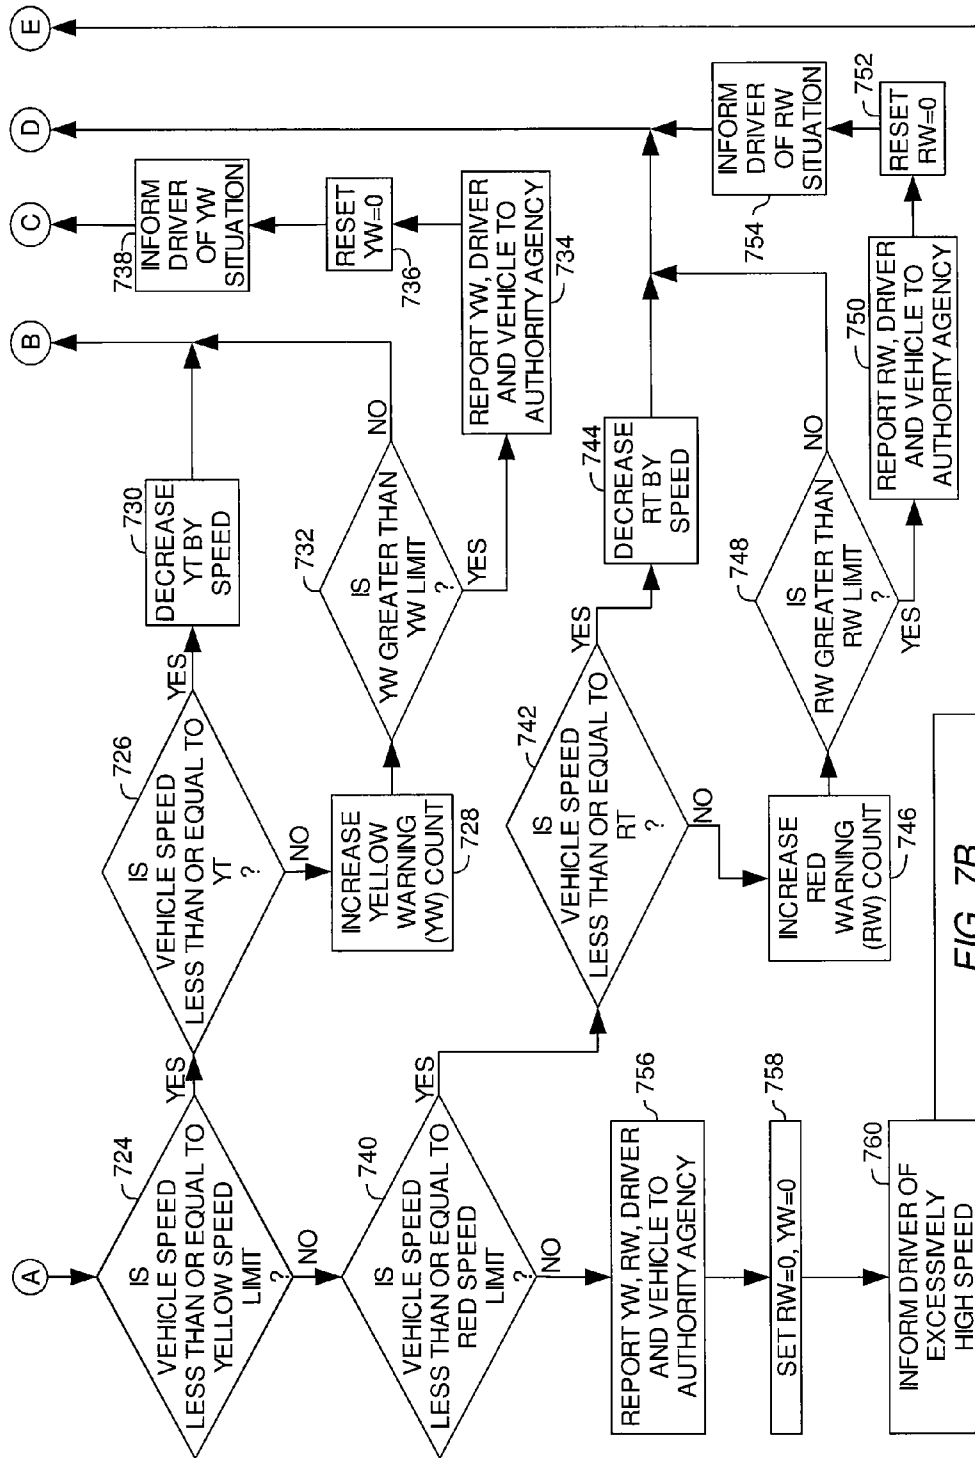 A
IS
VEHICLE SPEED
LESS THAN OR EQUAL TO
YELLOW SPEED
LIMIT
?
724
YES
NO
IS
VEHICLE SPEED
LESS THAN OR EQUAL TO
YT
?
726
YES
NO
DECREASE
YT BY
SPEED
730
B
INCREASE
YELLOW
WARNING
(YW) COUNT
728
IS
YW GREATER THAN
YW LIMIT
?
732
NO
YES
REPORT YW, DRIVER
AND VEHICLE TO
AUTHORITY AGENCY
734
RESET
YW=0
736
INFORM
DRIVER
OF YW
SITUATION
738
C
IS
VEHICLE SPEED
LESS THAN OR EQUAL TO
RED SPEED
LIMIT
?
740
YES
NO
IS
VEHICLE SPEED
LESS THAN OR EQUAL TO
RT
?
742
YES
NO
DECREASE
RT BY
SPEED
744
D
INCREASE
RED
WARNING
(RW) COUNT
746
IS
RW GREATER THAN
RW LIMIT
?
748
NO
YES
REPORT RW, DRIVER
AND VEHICLE TO
AUTHORITY AGENCY
750
RESET
RW=0
752
INFORM
DRIVER
OF RW
SITUATION
754
REPORT YW, RW, DRIVER
AND VEHICLE TO
AUTHORITY AGENCY
756
SET RW=0, YW=0
758
INFORM DRIVER OF
EXCESSIVELY
HIGH SPEED
760
E
FIG. 7B